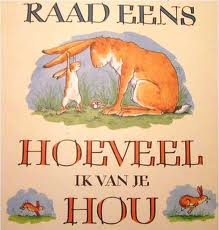 RAAD EENS
HOEVEEL
IK VAN JE
HOU